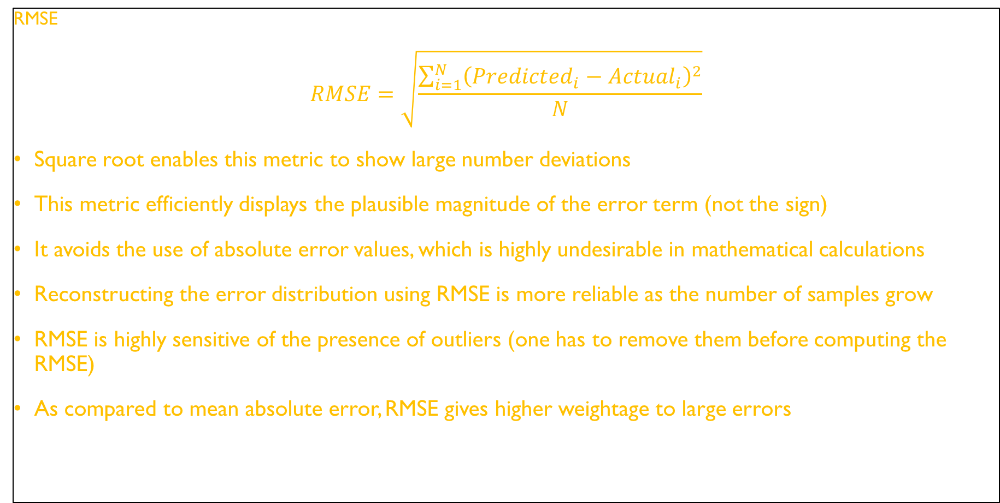 RMSE
RMSE = √(∑_{i=1}^{N}(Predicted_i − Actual_i)² / N)
• Square root enables this metric to show large number deviations
• This metric efficiently displays the plausible magnitude of the error term (not the sign)
• It avoids the use of absolute error values, which is highly undesirable in mathematical calculations
• Reconstructing the error distribution using RMSE is more reliable as the number of samples grow
• RMSE is highly sensitive of the presence of outliers (one has to remove them before computing the
RMSE)
• As compared to mean absolute error, RMSE gives higher weightage to large errors